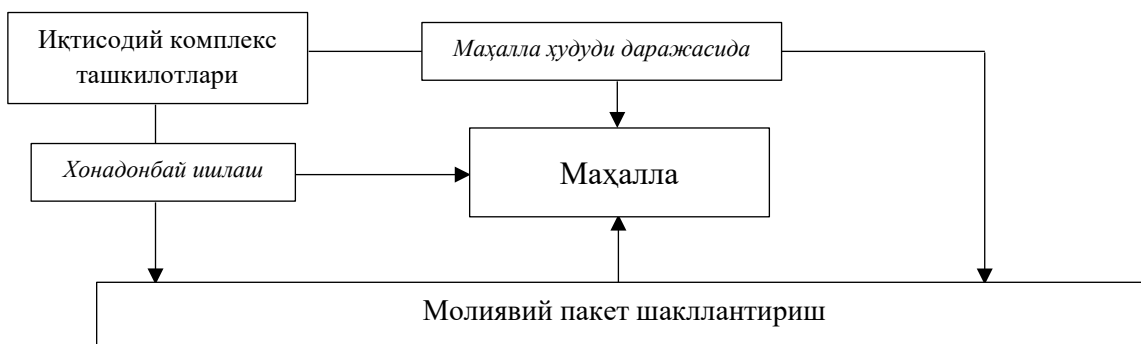 Иқтисодий комплекс
ташкилотлари
Маҳалла ҳудуди даражасида
Хонадонбай ишлаш
Маҳалла
Молиявий пакет шакллантириш